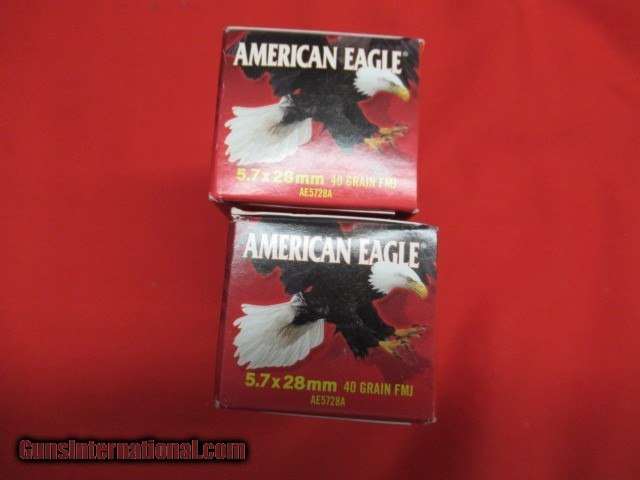 AMERICAN EAGLE®
5.7x28mm 40 GRAIN FMJ
AE5728A
AMERICAN EAGLE®
5.7x28mm 40 GRAIN FMJ
AE5728A
GunsInternational.com